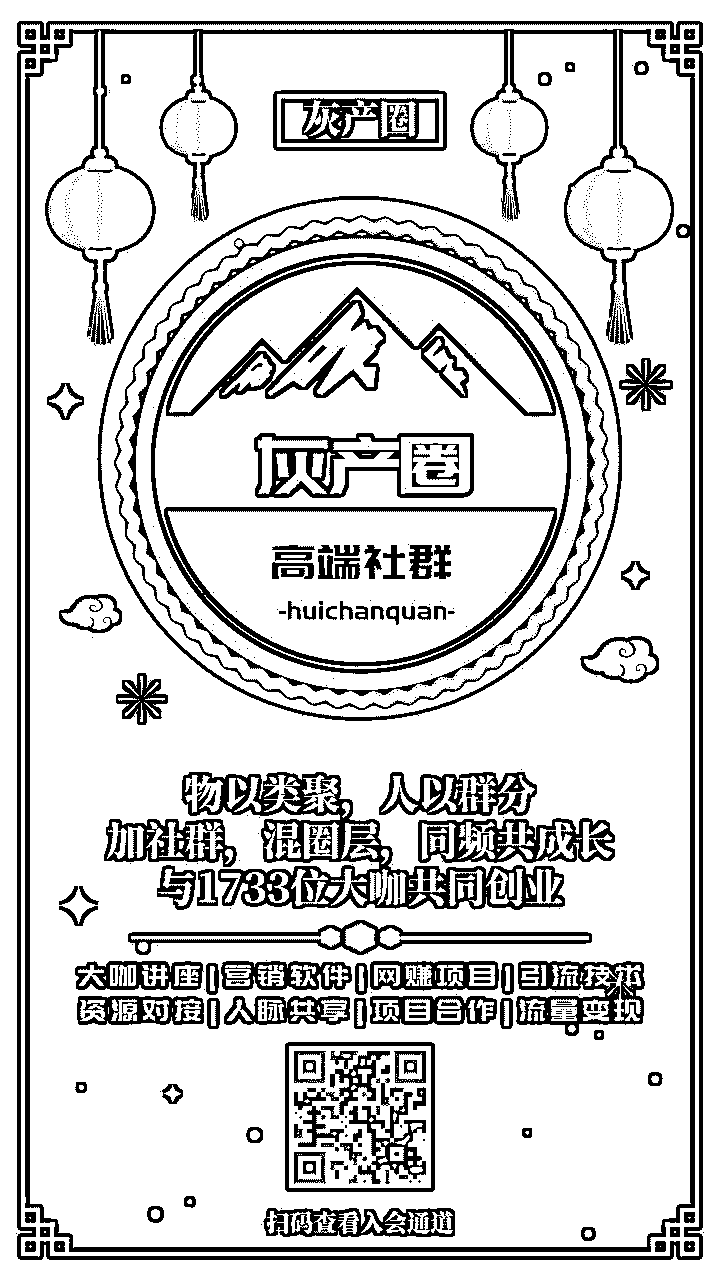 灰产圈
灰产圈
高端社群
-huichanquan-
物以类聚，人以群分
加社群，混圈层，同频共成长
与1733位大咖共同创业
大咖讲座|营销软件|网赚项目|引流技术
资源对接|人脉共享|项目合作|流量变现
扫码查看入会通道